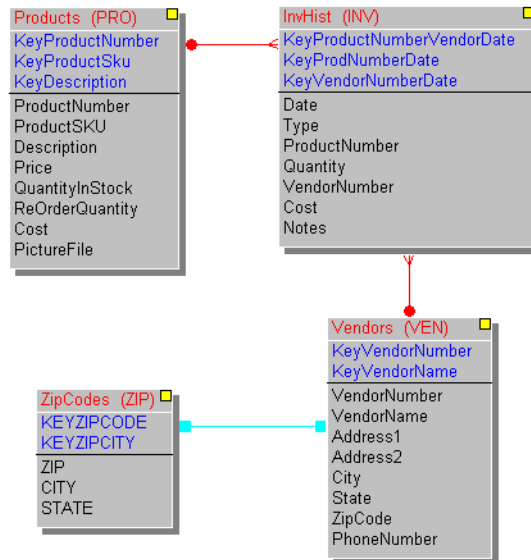 Products (PRO)
KeyProductNumber
KeyProductSku
KeyDescription
ProductNumber
ProductSKU
Description
Price
QuantityInStock
ReOrderQuantity
Cost
PictureFile
InvHist (INV)
KeyProductNumberVendorDate
KeyProdNumberDate
KeyVendorNumberDate
Date
Type
ProductNumber
Quantity
VendorNumber
Cost
Notes
ZipCodes (ZIP)
KEYZIPCODE
KEYZIPCITY
ZIP
CITY
STATE
Vendors (VEN)
KeyVendorNumber
KeyVendorName
VendorNumber
VendorName
Address1
Address2
City
State
ZipCode
PhoneNumber